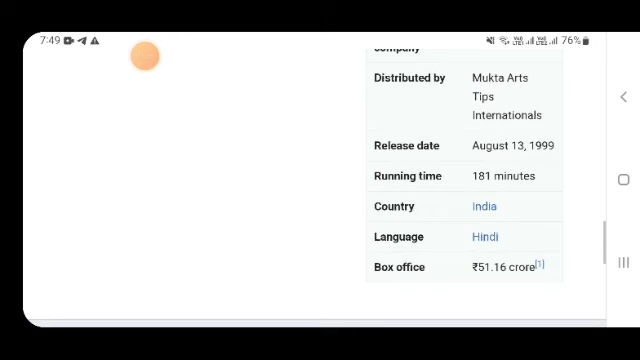 7:49
76%
company
Distributed by Mukta Arts
Tips
Internationals
Release date August 13, 1999
Running time 181 minutes
Country India
Language Hindi
Box office ₹51.16 crore[1]